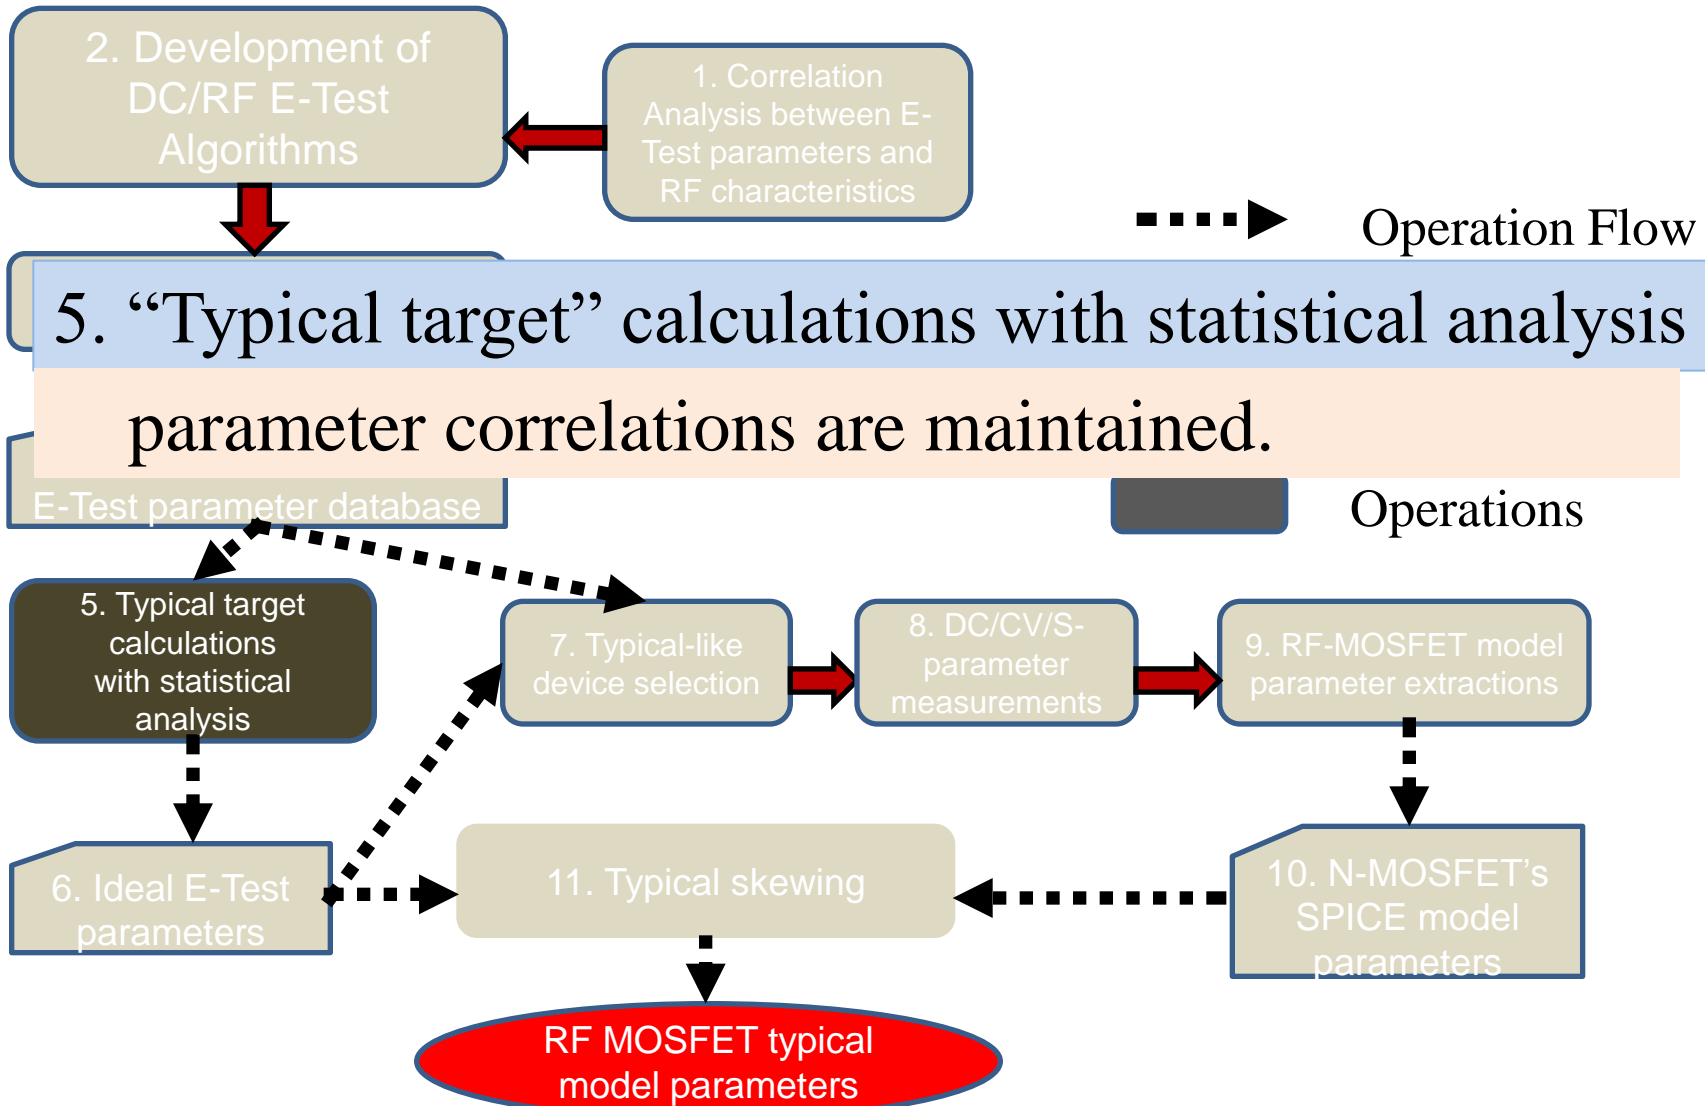 2. Development of
DC/RF E-Test
Algorithms
1. Correlation
Analysis between E-
Test parameters and
RF characteristics
Operation Flow
5. “Typical target” calculations with statistical analysis
parameter correlations are maintained.
E-Test parameter database
Operations
5. Typical target
calculations
with statistical
analysis
7. Typical-like
device selection
8. DC/CV/S-
parameter
measurements
9. RF-MOSFET model
parameter extractions
6. Ideal E-Test
parameters
11. Typical skewing
10. N-MOSFET’s
SPICE model
parameters
RF MOSFET typical
model parameters